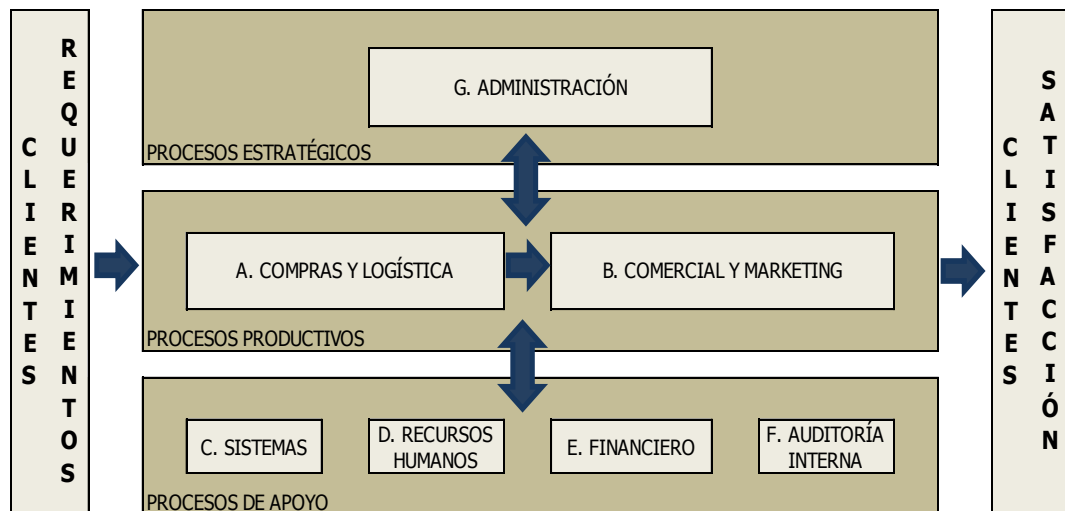 CLIENTES
REQUERIMIENTOS
G. ADMINISTRACIÓN
PROCESOS ESTRATÉGICOS
A. COMPRAS Y LOGÍSTICA
B. COMERCIAL Y MARKETING
PROCESOS PRODUCTIVOS
C. SISTEMAS
D. RECURSOS
HUMANOS
E. FINANCIERO
F. AUDITORÍA
INTERNA
PROCESOS DE APOYO
CLIENTES
SATISFACCIÓN